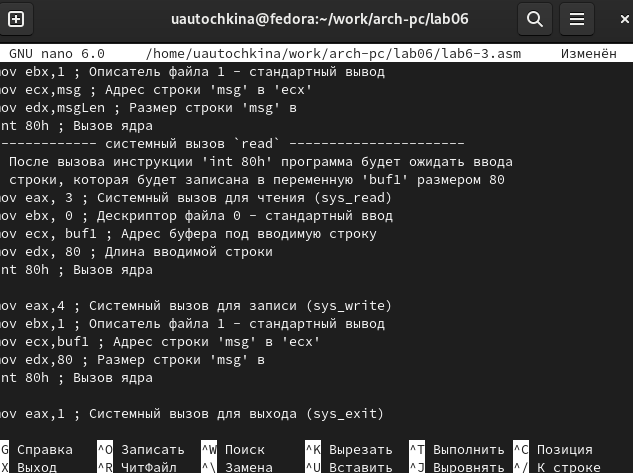 uautochkina@fedora:~/work/arch-pc/lab06
GNU nano 6.0 /home/uautochkina/work/arch-pc/lab06/lab6-3.asm Изменён
ov ebx,1 ; Описатель файла 1 - стандартный вывод
ov ecx,msg ; Адрес строки 'msg' в 'ecx'
ov edx,msgLen ; Размер строки 'msg' в
nt 80h ; Вызов ядра
------------ системный вызов `read` ----------------------
После вызова инструкции 'int 80h' программа будет ожидать ввода
строки, которая будет записана в переменную 'buf1' размером 80
ov eax, 3 ; Системный вызов для чтения (sys_read)
ov ebx, 0 ; Дескриптор файла 0 - стандартный ввод
ov ecx, buf1 ; Адрес буфера под вводимую строку
ov edx, 80 ; Длина вводимой строки
nt 80h ; Вызов ядра
ov eax,4 ; Системный вызов для записи (sys_write)
ov ebx,1 ; Описатель файла 1 - стандартный вывод
ov ecx,buf1 ; Адрес строки 'msg' в 'ecx'
ov edx,80 ; Размер строки 'msg' в
nt 80h ; Вызов ядра
ov eax,1 ; Системный вызов для выхода (sys_exit)
G Справка ^O Записать ^W Поиск ^K Вырезать ^T Выполнить ^C Позиция
X Выход ^R ЧитФайл ^\ Замена ^U Вставить ^J Выровнять ^/ К строке